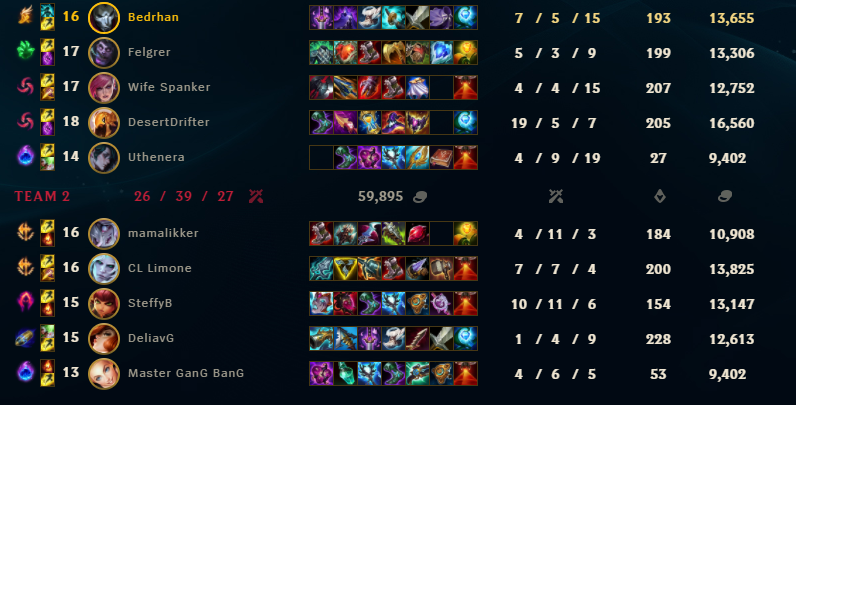 16 Bedrhan 7 / 5 / 15 193 13,655
17 Felgrer 5 / 3 / 9 199 13,306
17 Wife Spanker 4 / 4 / 15 207 12,752
18 DesertDrifter 19 / 5 / 7 205 16,560
14 Uthenera 4 / 9 / 19 27 9,402
TEAM 2 26 / 39 / 27 59,895
16 mamalikker 4 / 11 / 3 184 10,908
16 CL Limone 7 / 7 / 4 200 13,825
15 SteffyB 10 / 11 / 6 154 13,147
15 DeliavG 1 / 4 / 9 228 12,613
13 Master GanG BanG 4 / 6 / 5 53 9,402